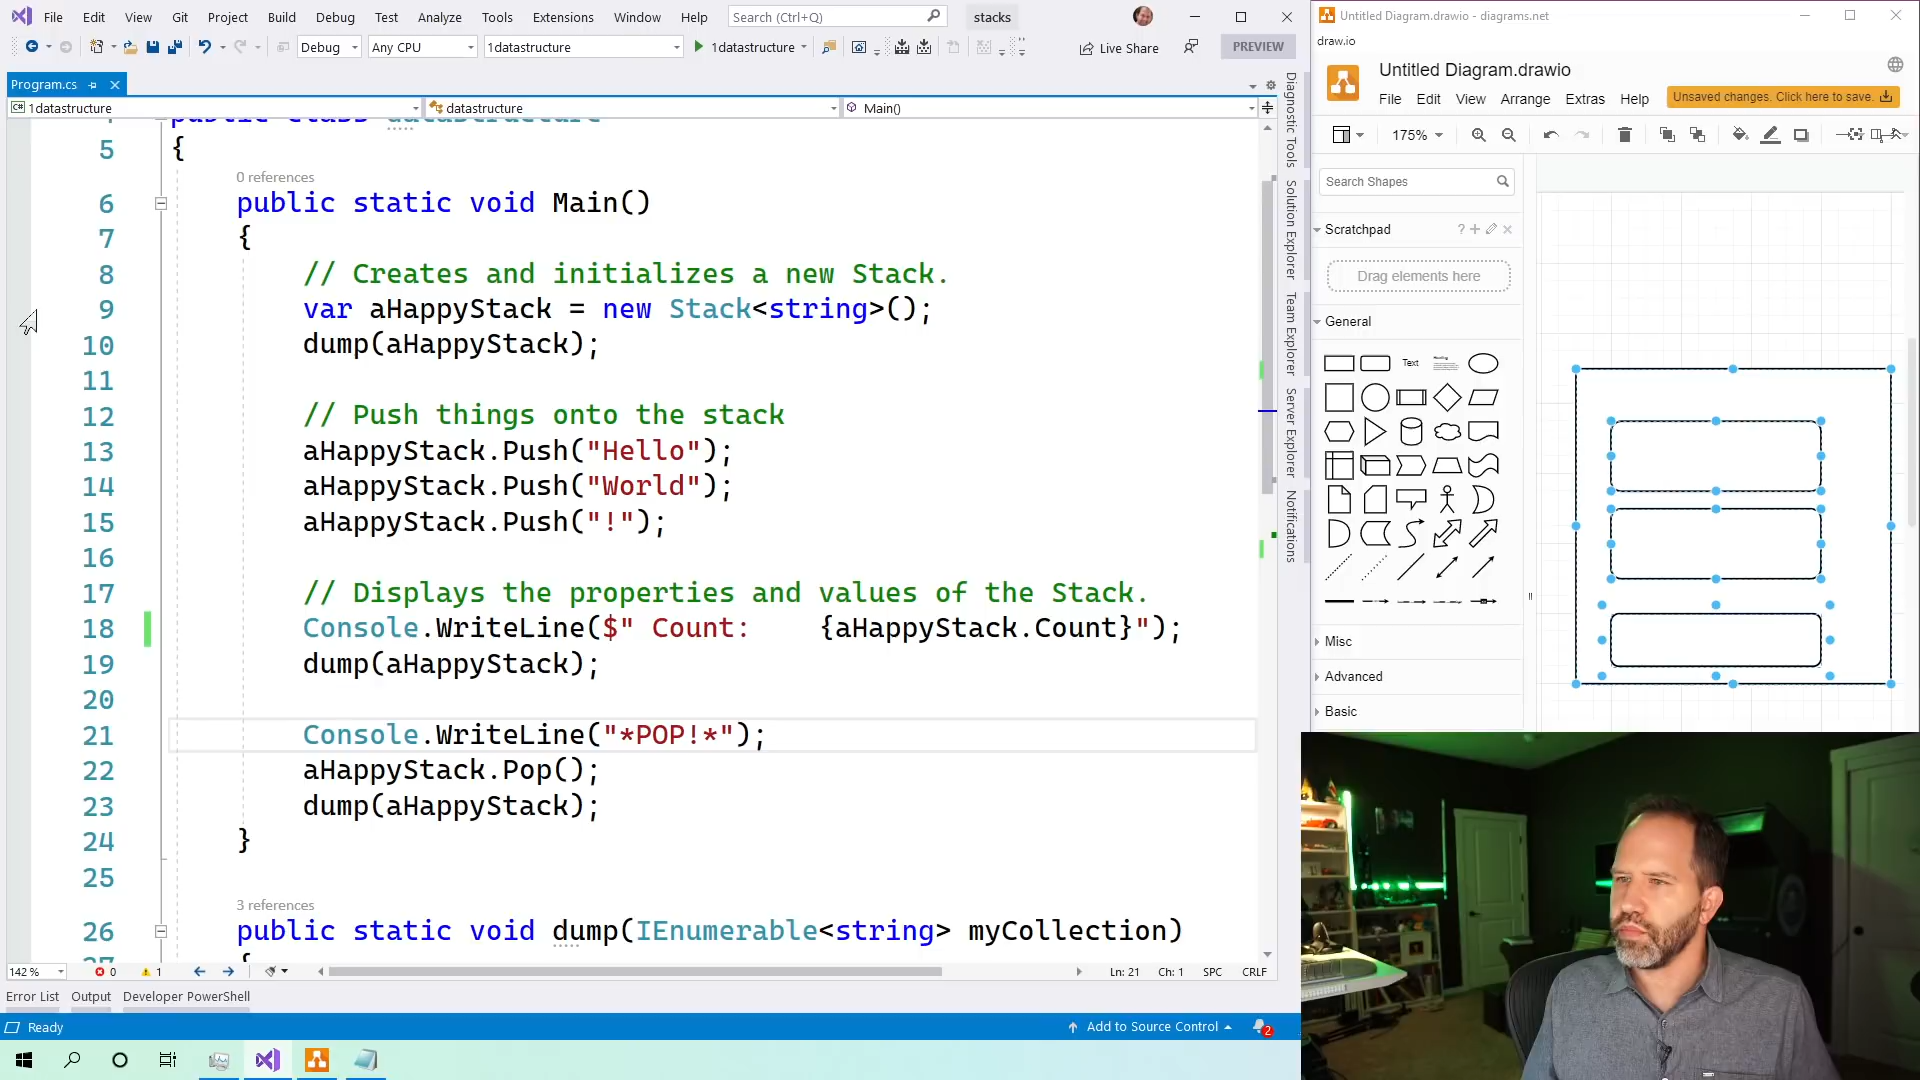 File Edit View Git Project Build Debug Test Analyze Tools Extensions Window Help Search (Ctrl+Q) stacks
Debug Any CPU 1datastructure 1datastructure Live Share PREVIEW
Program.cs
1datastructure datastructure Main()
5 {
0 references
6 public static void Main()
7 {
8 // Creates and initializes a new Stack.
9 var aHappyStack = new Stack<string>();
10 dump(aHappyStack);
11
12 // Push things onto the stack
13 aHappyStack.Push("Hello");
14 aHappyStack.Push("World");
15 aHappyStack.Push("!");
16
17 // Displays the properties and values of the Stack.
18 Console.WriteLine($" Count:    {aHappyStack.Count}");
19 dump(aHappyStack);
20
21 Console.WriteLine("*POP!*");
22 aHappyStack.Pop();
23 dump(aHappyStack);
24 }
25
3 references
26 public static void dump(IEnumerable<string> myCollection)
142 % 0 1 Ln: 21 Ch: 1 SPC CRLF
Error List Output Developer PowerShell
Ready Add to Source Control 2
Diagnostic Tools
Solution Explorer
Team Explorer
Server Explorer
Notifications
Untitled Diagram.drawio - diagrams.net
draw.io
Untitled Diagram.drawio
File Edit View Arrange Extras Help Unsaved changes. Click here to save.
175%
Search Shapes
Scratchpad ?
Drag elements here
General
Text
Misc
Advanced
Basic